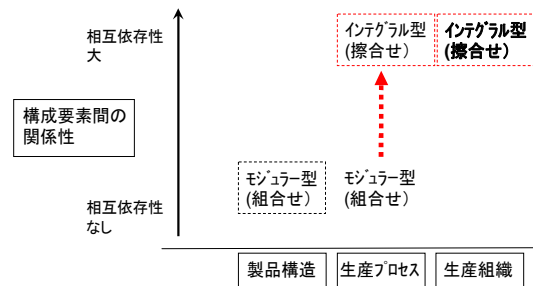 相互依存性
大
インテグラル型
(擦合せ)
インテグラル型
(擦合せ)
構成要素間の
関係性
モジュラー型
(組合せ)
モジュラー型
(組合せ)
相互依存性
なし
製品構造
生産プロセス
生産組織